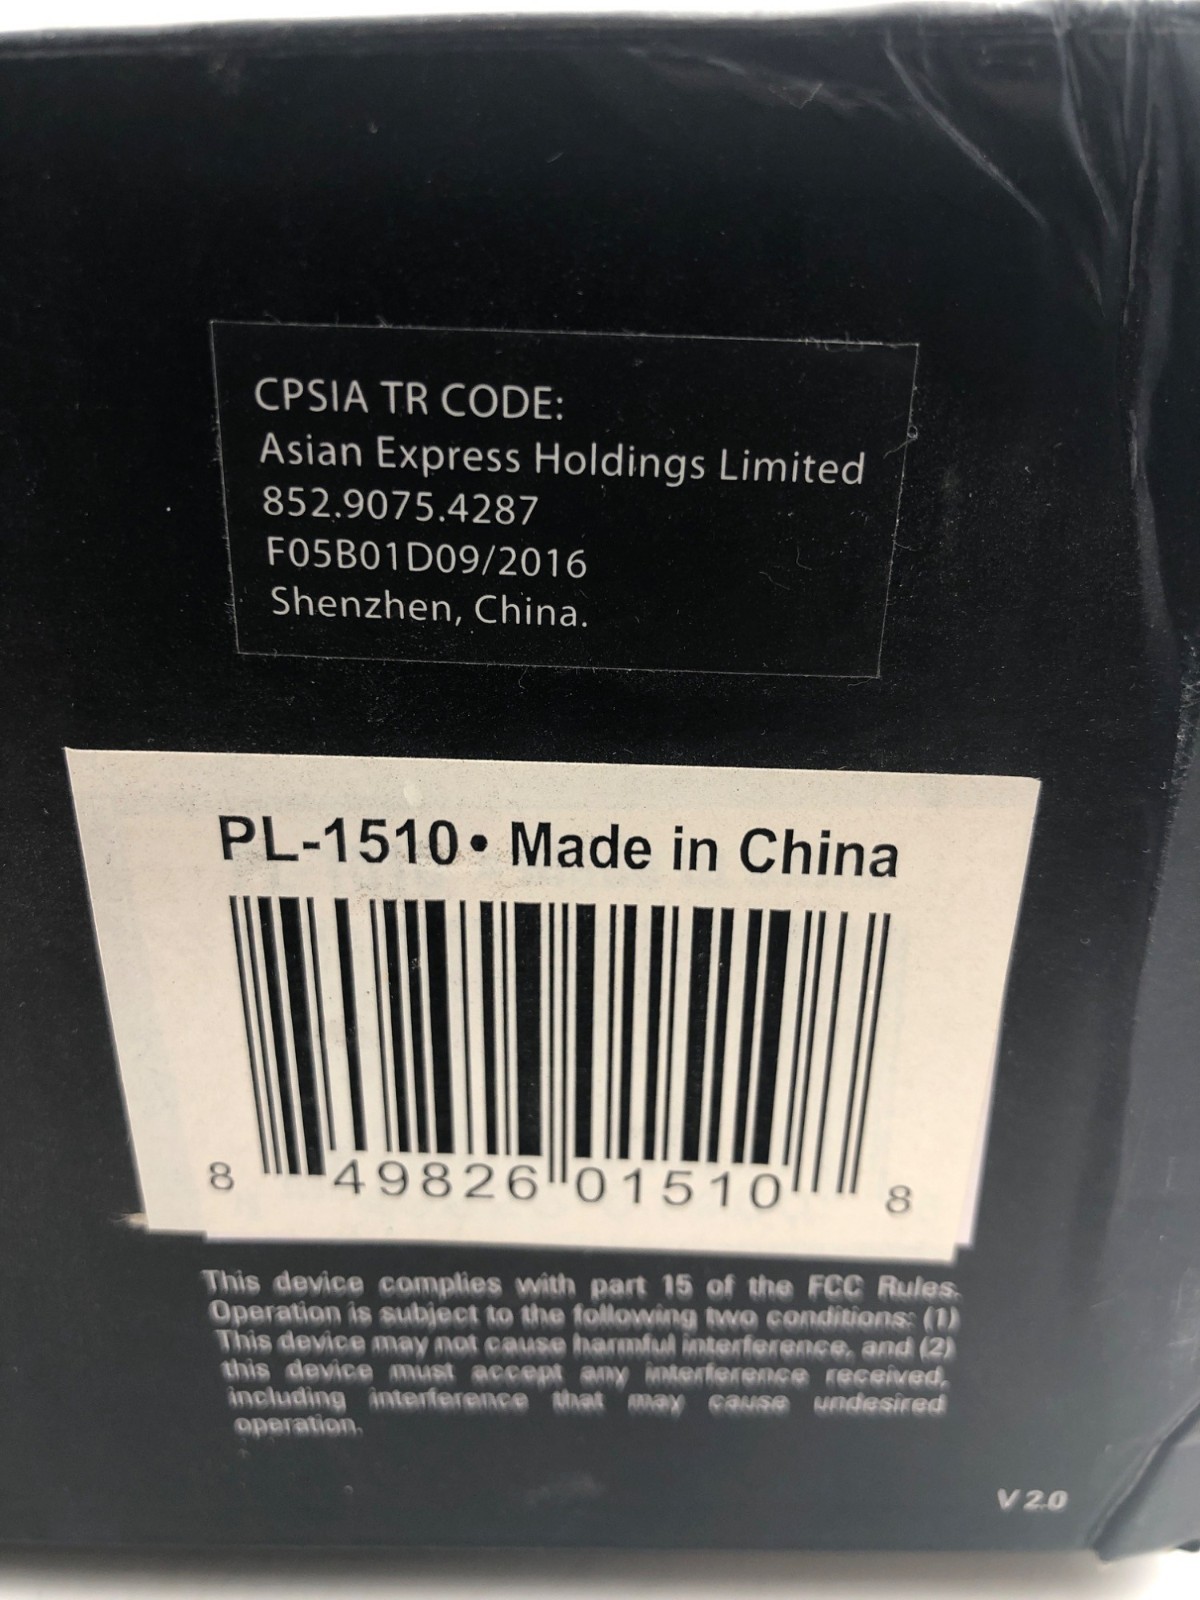 CPSIA TR CODE:
Asian Express Holdings Limited
852.9075.4287
F05B01D09/2016
Shenzhen, China.
PL-1510• Made in China
8 49826 01510 8
This device complies with part 15 of the FCC Rules.
Operation is subject to the following two conditions: (1)
This device may not cause harmful interference, and (2)
this device must accept any interference received,
including interference that may cause undesired
operation.
V 2.0